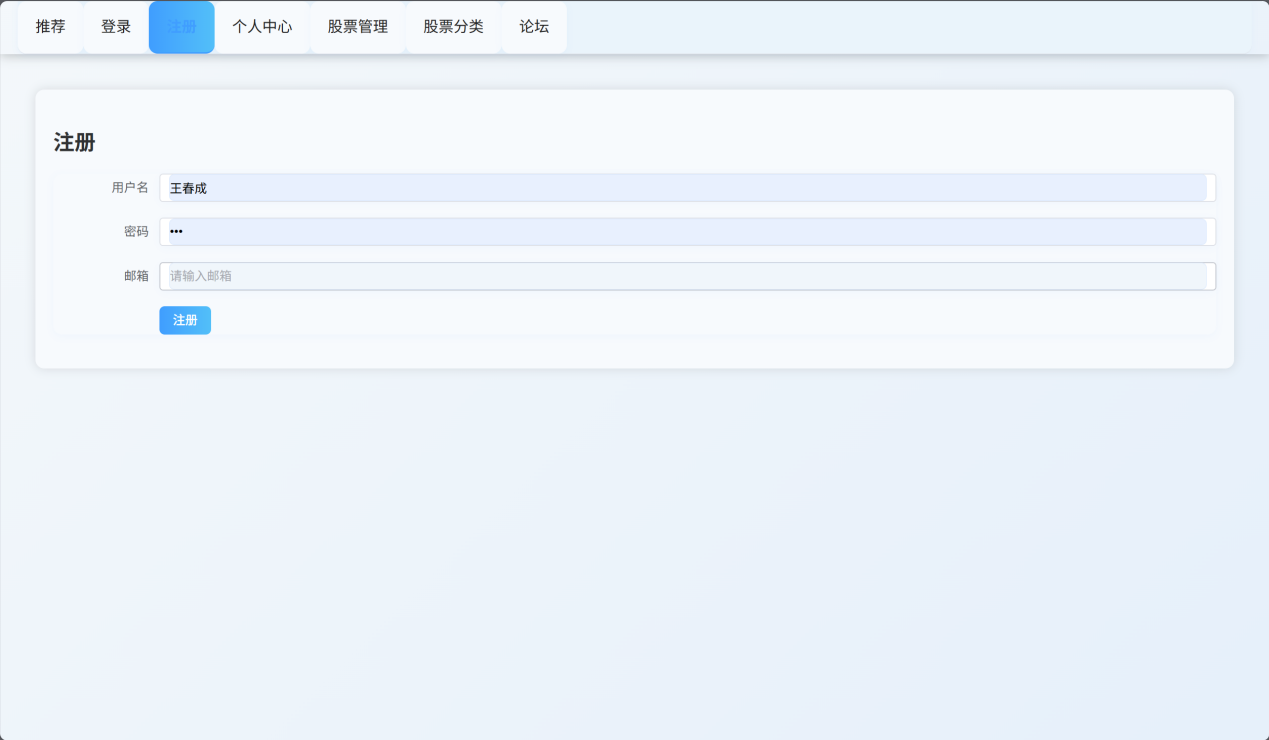 推荐 登录 注册 个人中心 股票管理 股票分类 论坛
注册
用户名 王春成
密码 •••
邮箱 请输入邮箱
注册